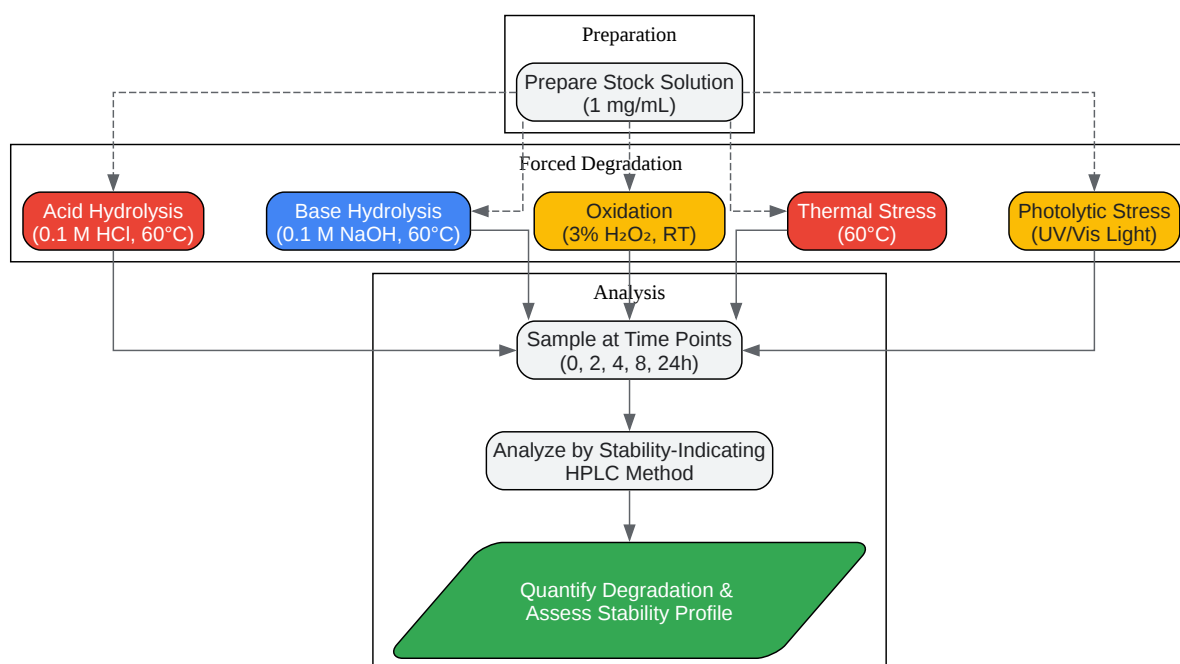 Preparation
Prepare Stock Solution
(1 mg/mL)
Forced Degradation
Acid Hydrolysis
(0.1 M HCl, 60°C)
Base Hydrolysis
(0.1 M NaOH, 60°C)
Oxidation
(3% H₂O₂, RT)
Thermal Stress
(60°C)
Photolytic Stress
(UV/Vis Light)
Analysis
Sample at Time Points
(0, 2, 4, 8, 24h)
Analyze by Stability-Indicating
HPLC Method
Quantify Degradation &
Assess Stability Profile